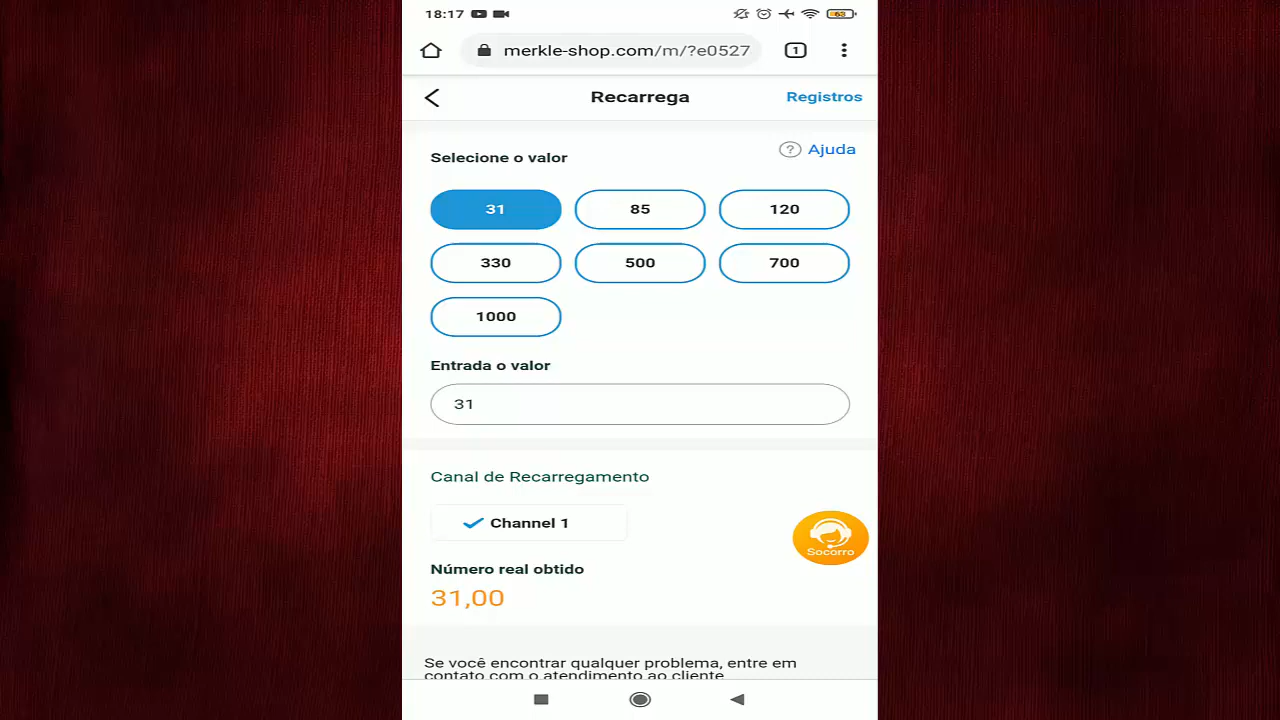 18:17 63
merkle-shop.com/m/?e0527 1
Recarrega Registros
Selecione o valor ? Ajuda
31 85 120
330 500 700
1000
Entrada o valor
31
Canal de Recarregamento
Channel 1
Socorro
Número real obtido
31,00
Se você encontrar qualquer problema, entre em
contato com o atendimento ao cliente